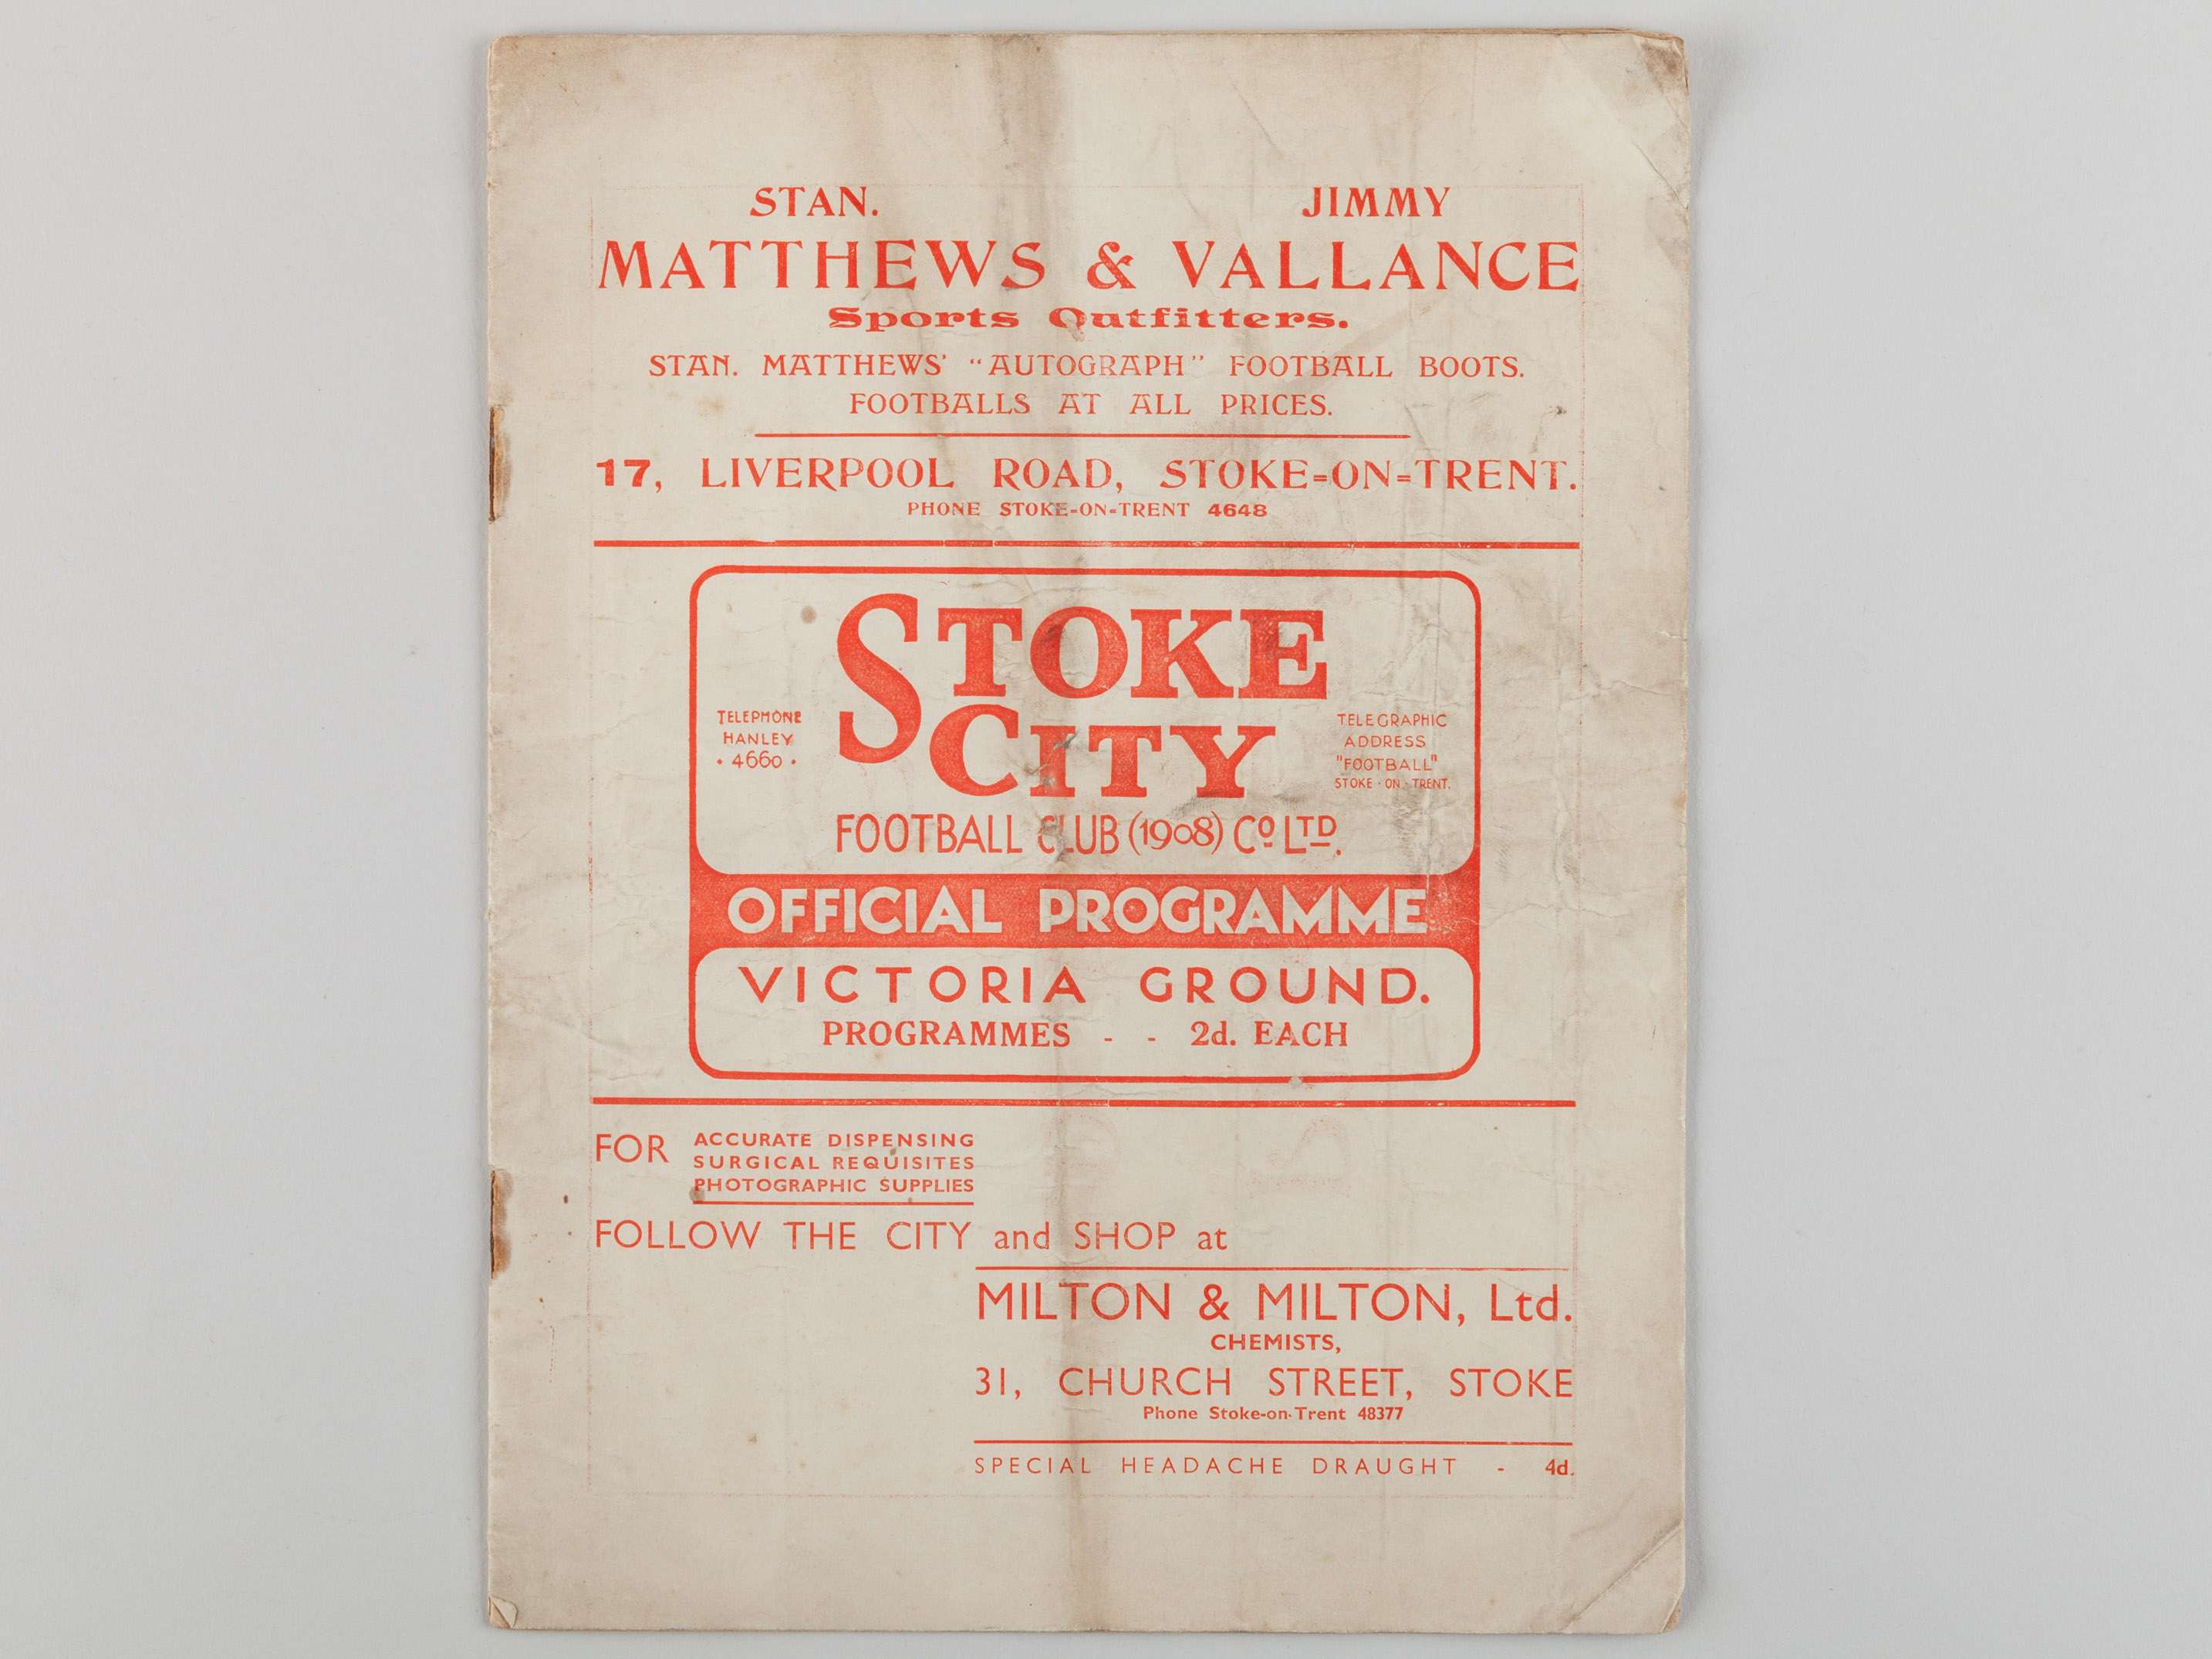 STAN. JIMMY
MATTHEWS & VALLANCE
Sports Outfitters.
STAN. MATTHEWS' "AUTOGRAPH" FOOTBALL BOOTS.
FOOTBALLS AT ALL PRICES.
17, LIVERPOOL ROAD, STOKE-ON-TRENT.
PHONE STOKE-ON-TRENT 4648
STOKE
CITY
TELEPHONE
HANLEY
• 4660 •
TELEGRAPHIC
ADDRESS
"FOOTBALL"
STOKE - ON - TRENT.
FOOTBALL CLUB (1908) CO LTD.
OFFICIAL PROGRAMME
VICTORIA GROUND.
PROGRAMMES - - 2d. EACH
FOR ACCURATE DISPENSING
SURGICAL REQUISITES
PHOTOGRAPHIC SUPPLIES
FOLLOW THE CITY and SHOP at
MILTON & MILTON, Ltd.
CHEMISTS,
31, CHURCH STREET, STOKE
Phone Stoke-on-Trent 48377
SPECIAL HEADACHE DRAUGHT - 4d.